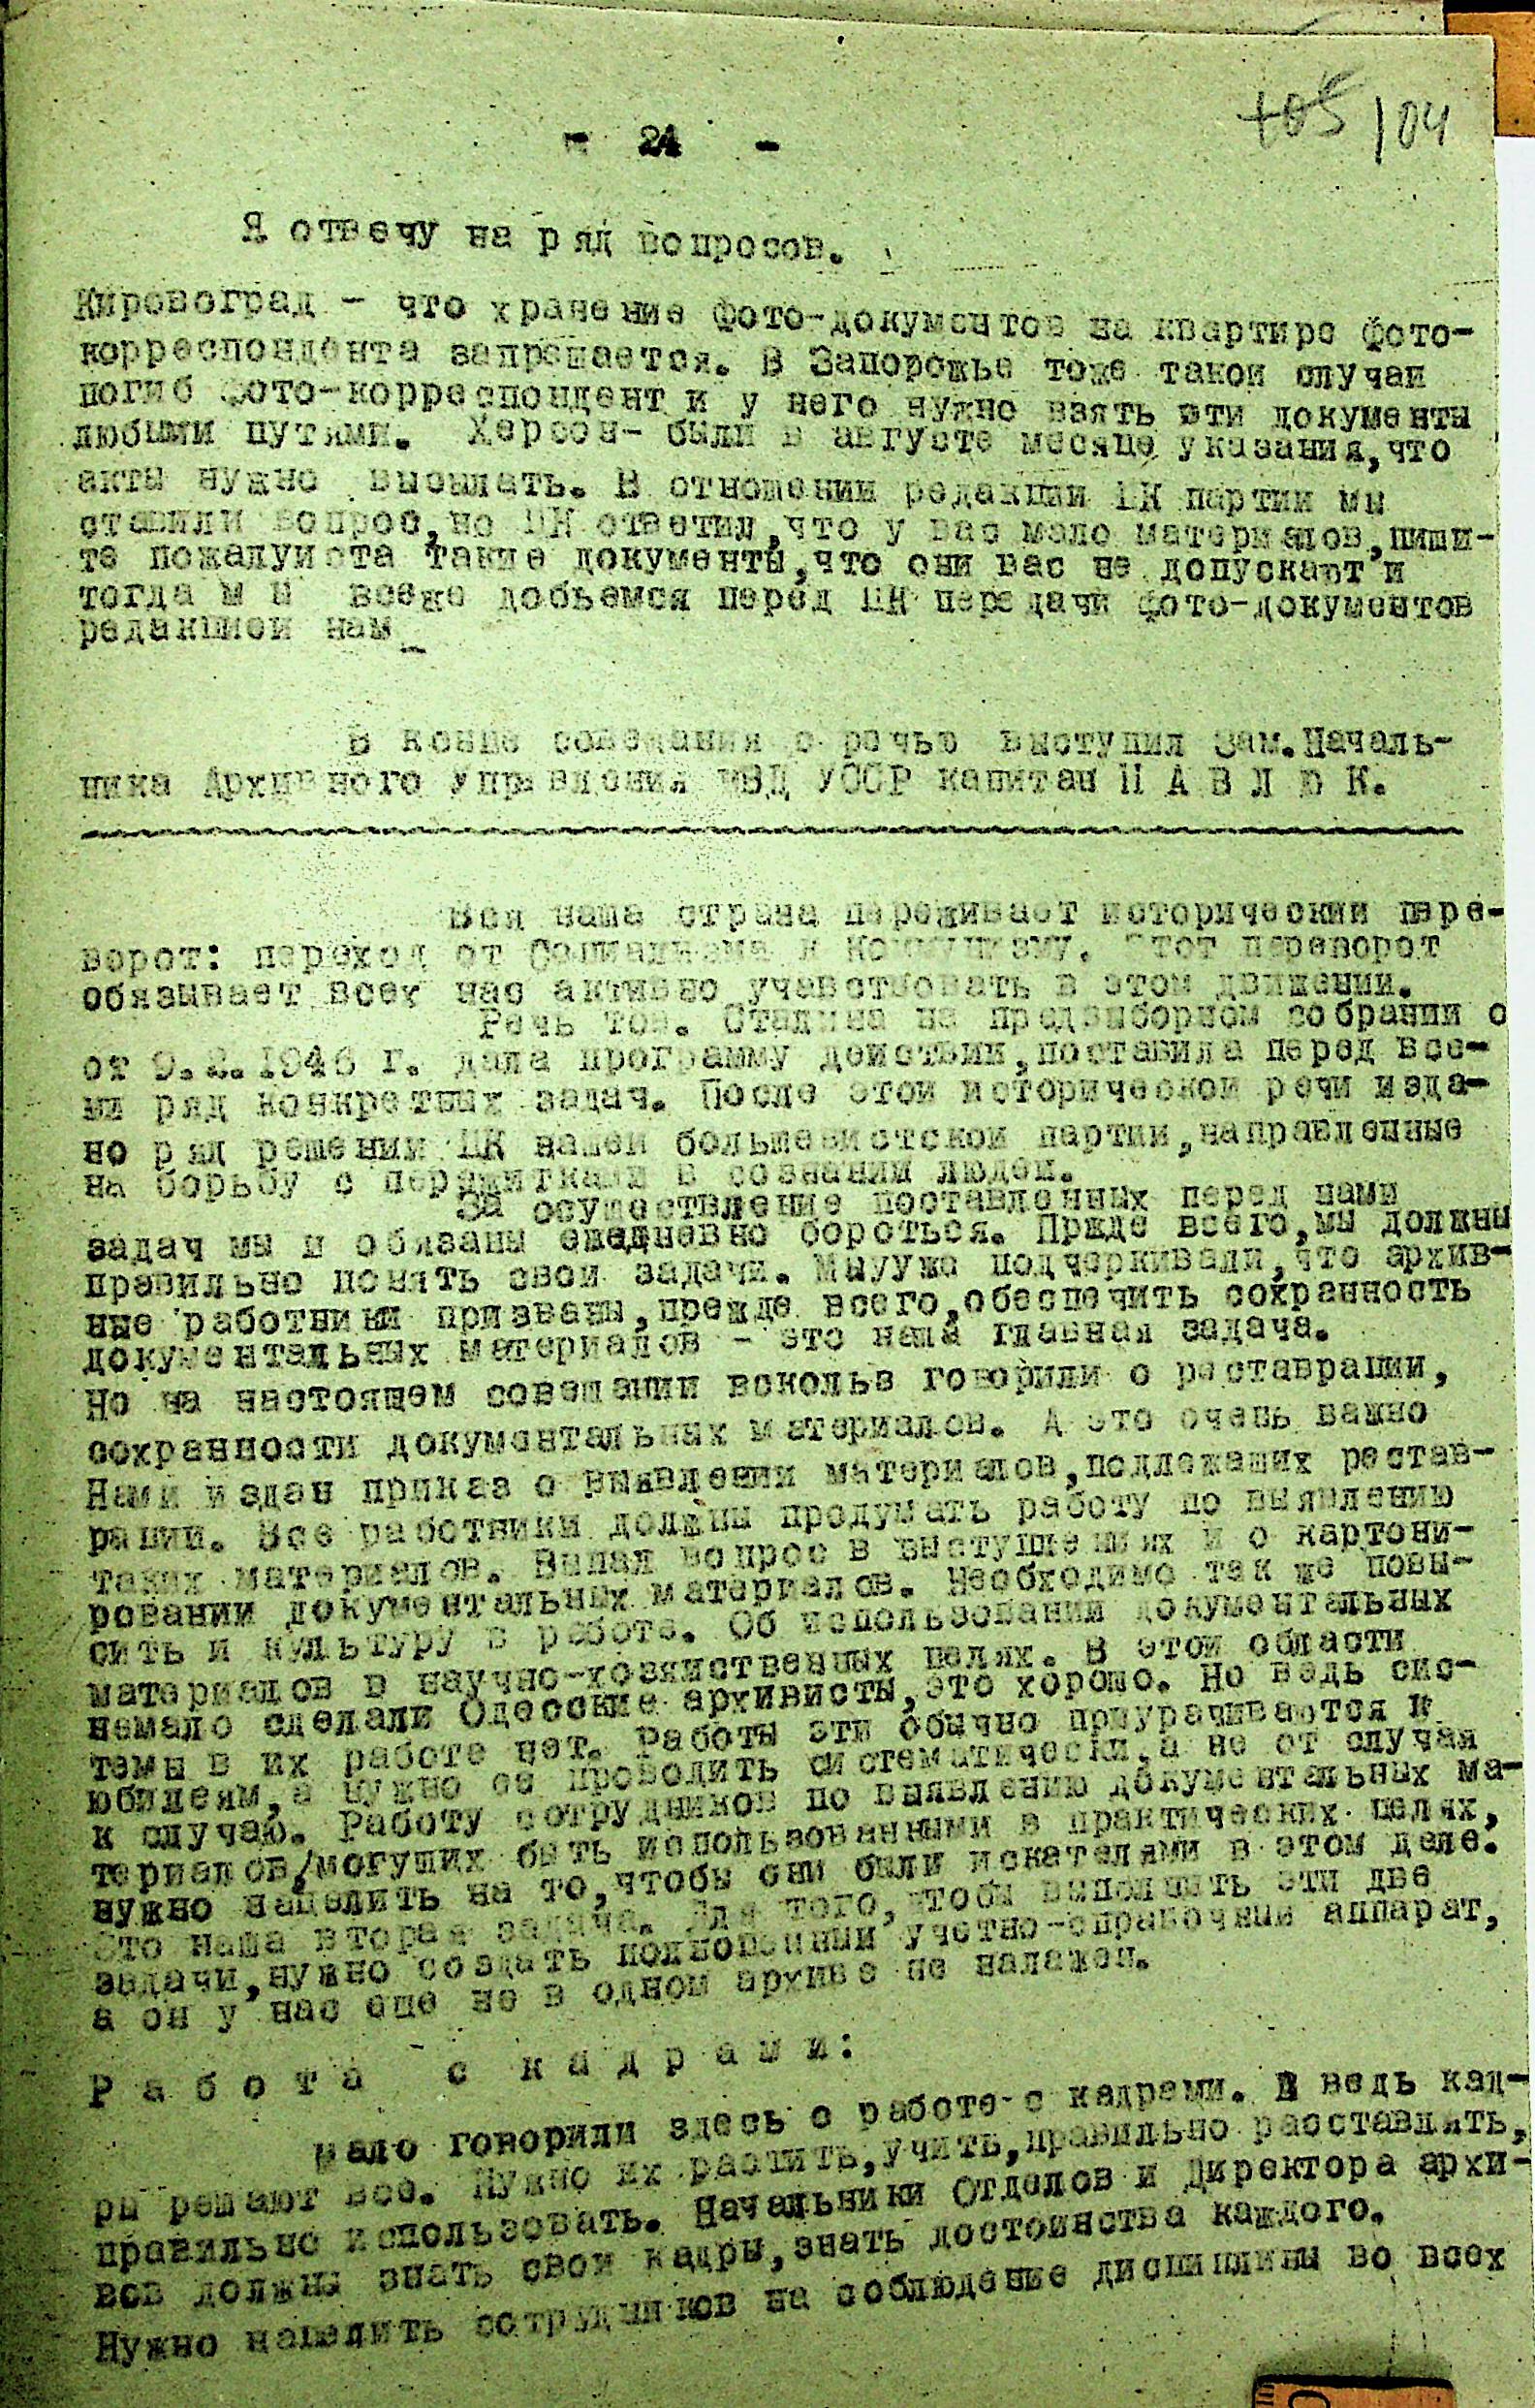 105 /04
- 24 -
Я отвечу на ряд вопросов.
Кировоград - что хранение фото-документов на квартире фото-
корреспондента запрещается. В Запорожье тоже такой случай
погиб фото-корреспондент и у него нужно взять эти документы
любыми путями. Херсон- были в августе месяце указания,что
акты нужно высылать. В отношении редакции ЦК партии мы
ставили вопрос,но ЦК ответил,что у вас мало материалов,пиши-
те пожалуйста такие документы,что они вас не допускают и
тогда м ы всеже добьемся перед ЦК передачи фото-документов
редакцией нам
В конце совещания с речью выступил Зам.Началь-
ника Архивного Управления МВД УССР капитан П А В Л Ю К.
Вся наша страна переживает исторический пере-
ворот: переход от Социализма к коммунизму. Этот переворот
обязывает всех нас активно учавствовать в этом движении.
Речь тов. Сталина на предвыборном собрании о
от 9.2.1946 г. дала программу действий,поставила перед все-
ми ряд конкретных задач. После этой исторической речи изда-
но ряд решений ЦК нашей большевистской партии,направленные
на борьбу с пережитками в сознании людей.
За осуществление поставленных перед нами
задач мы и обязаны ежедневно бороться. Пржде всего,мы должны
правильно понять свои задачи. Мыууже подчеркивали,что архив-
ные работники призваны,прежде всего,обеспечить сохранность
документальных материалов - это наша главная задача.
Но на настоящем совещании вскользь говорили о реставрации,
сохранности документальных материалов. А это очень важно
Нами издан приказ о выявлении материалов,подлежащих рестав-
рации. Все работники должны продумать работу по выявлению
таких материалов. Выпал вопрос в выступлениях и о картони-
ровании документальных материалов. Необходимо так же повы-
сить и культуру в работе. Об использовании документальных
материалов в научно-хозяйственных целях. В этой области
немало сделали Одесские архивисты,это хорошо. Но ведь сис-
темы в их работе нет. Работы эти обычно приурачиваются к
юбилеям,а нужно ее проводить систематически,а не от случая
к случаю. Работу сотрудников по выявлению документальных ма-
териалов,могущих быть использованными в практических целях,
нужно нацелить на то,чтобы они были искателями в этом деле.
Это наша вторая задача. Для того,чтобы выполнить эти две
задачи,нужно создать полноценный учетно-справочный аппарат,
а он у нас еще не в одном архиве не налажен.
Р а б о т а с к а д р а м и:
Мало говорили здесь о работе с кадрами. А ведь кад-
ры решают все. Нужно их растить,учить,правильно расставлять,
правильно использовать. Начальники Отделов и Директора архи-
вов должны знать свои кадры,знать достоинства каждого.
Нужно нацелить сотрудников на соблюдение дисциплины во всех